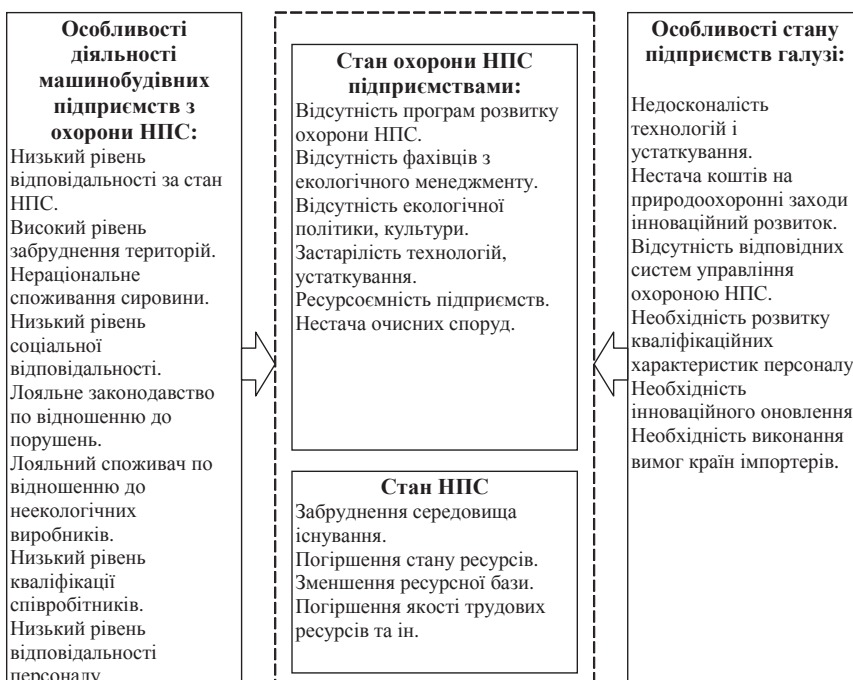 Особливості
діяльності
машинобудівних
підприємств з
охорони НПС:
Низький рівень
відповідальності за стан
НПС.
Високий рівень
забруднення територій.
Нераціональне
споживання сировини.
Низький рівень
соціальної
відповідальності.
Лояльне законодавство
по відношенню до
порушень.
Лояльний споживач по
відношенню до
неекологічних
виробників.
Низький рівень
кваліфікації
співробітників.
Низький рівень
відповідальності
персоналу
Стан охорони НПС
підприємствами:
Відсутність програм розвитку
охорони НПС.
Відсутність фахівців з
екологічного менеджменту.
Відсутність екологічної
політики, культури.
Застарілість технологій,
устаткування.
Ресурсоємність підприємств.
Нестача очисних споруд.
Стан НПС
Забруднення середовища
існування.
Погіршення стану ресурсів.
Зменшення ресурсної бази.
Погіршення якості трудових
ресурсів та ін.
Особливості стану
підприємств галузі:
Недосконалість
технологій і
устаткування.
Нестача коштів на
природоохоронні заходи
інноваційний розвиток.
Відсутність відповідних
систем управління
охороною НПС.
Необхідність розвитку
кваліфікаційних
характеристик персоналу
Необхідність
інноваційного оновлення
Необхідність виконання
вимог країн імпортерів.